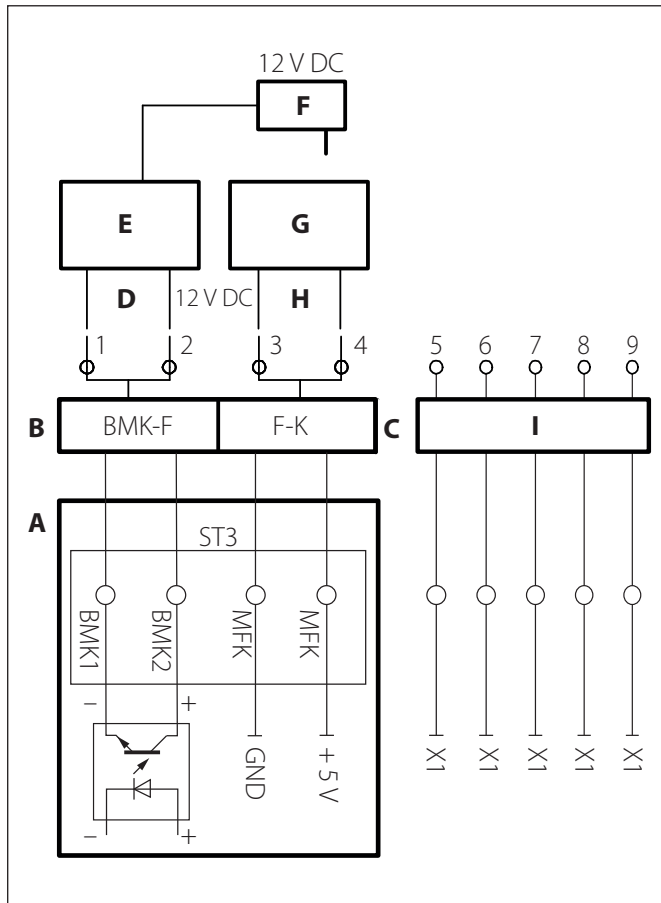 12 V DC
F
E
G
D
12 V DC
H
1
2
3
4
5
6
7
8
9
B
BMK-F
F-K
C
I
A
ST3
BMK1
BMK2
MFK
MFK
–
+
GND
+ 5 V
X1
X1
X1
X1
X1
–
+